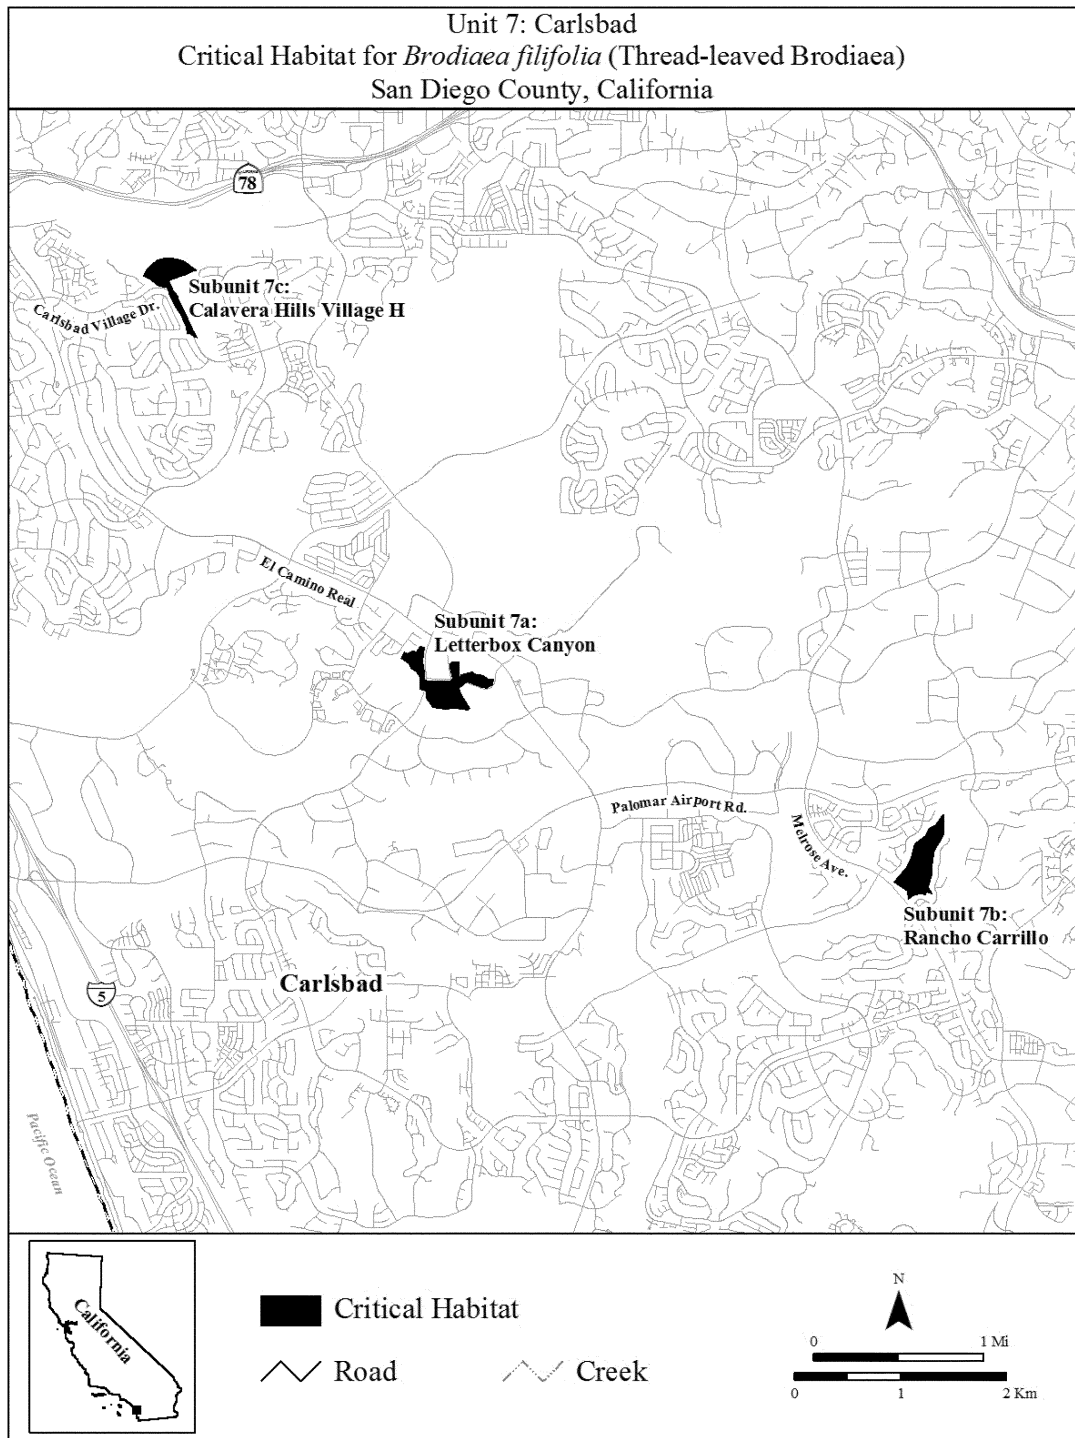 Unit 7: Carlsbad
Critical Habitat for Brodiaea filifolia (Thread-leaved Brodiaea)
San Diego County, California
78
Subunit 7c:
Calavera Hills Village H
Carlsbad Village Dr.
El Camino Real
Subunit 7a:
Letterbox Canyon
Palomar Airport Rd.
Melrose Ave.
Subunit 7b:
Rancho Carrillo
Carlsbad
5
Pacific Ocean
California
Critical Habitat
Road
Creek
N
0 1 Mi
0 1 2 Km